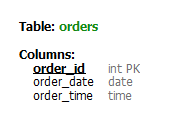 Table: orders
Columns:
order_id int PK
order_date date
order_time time